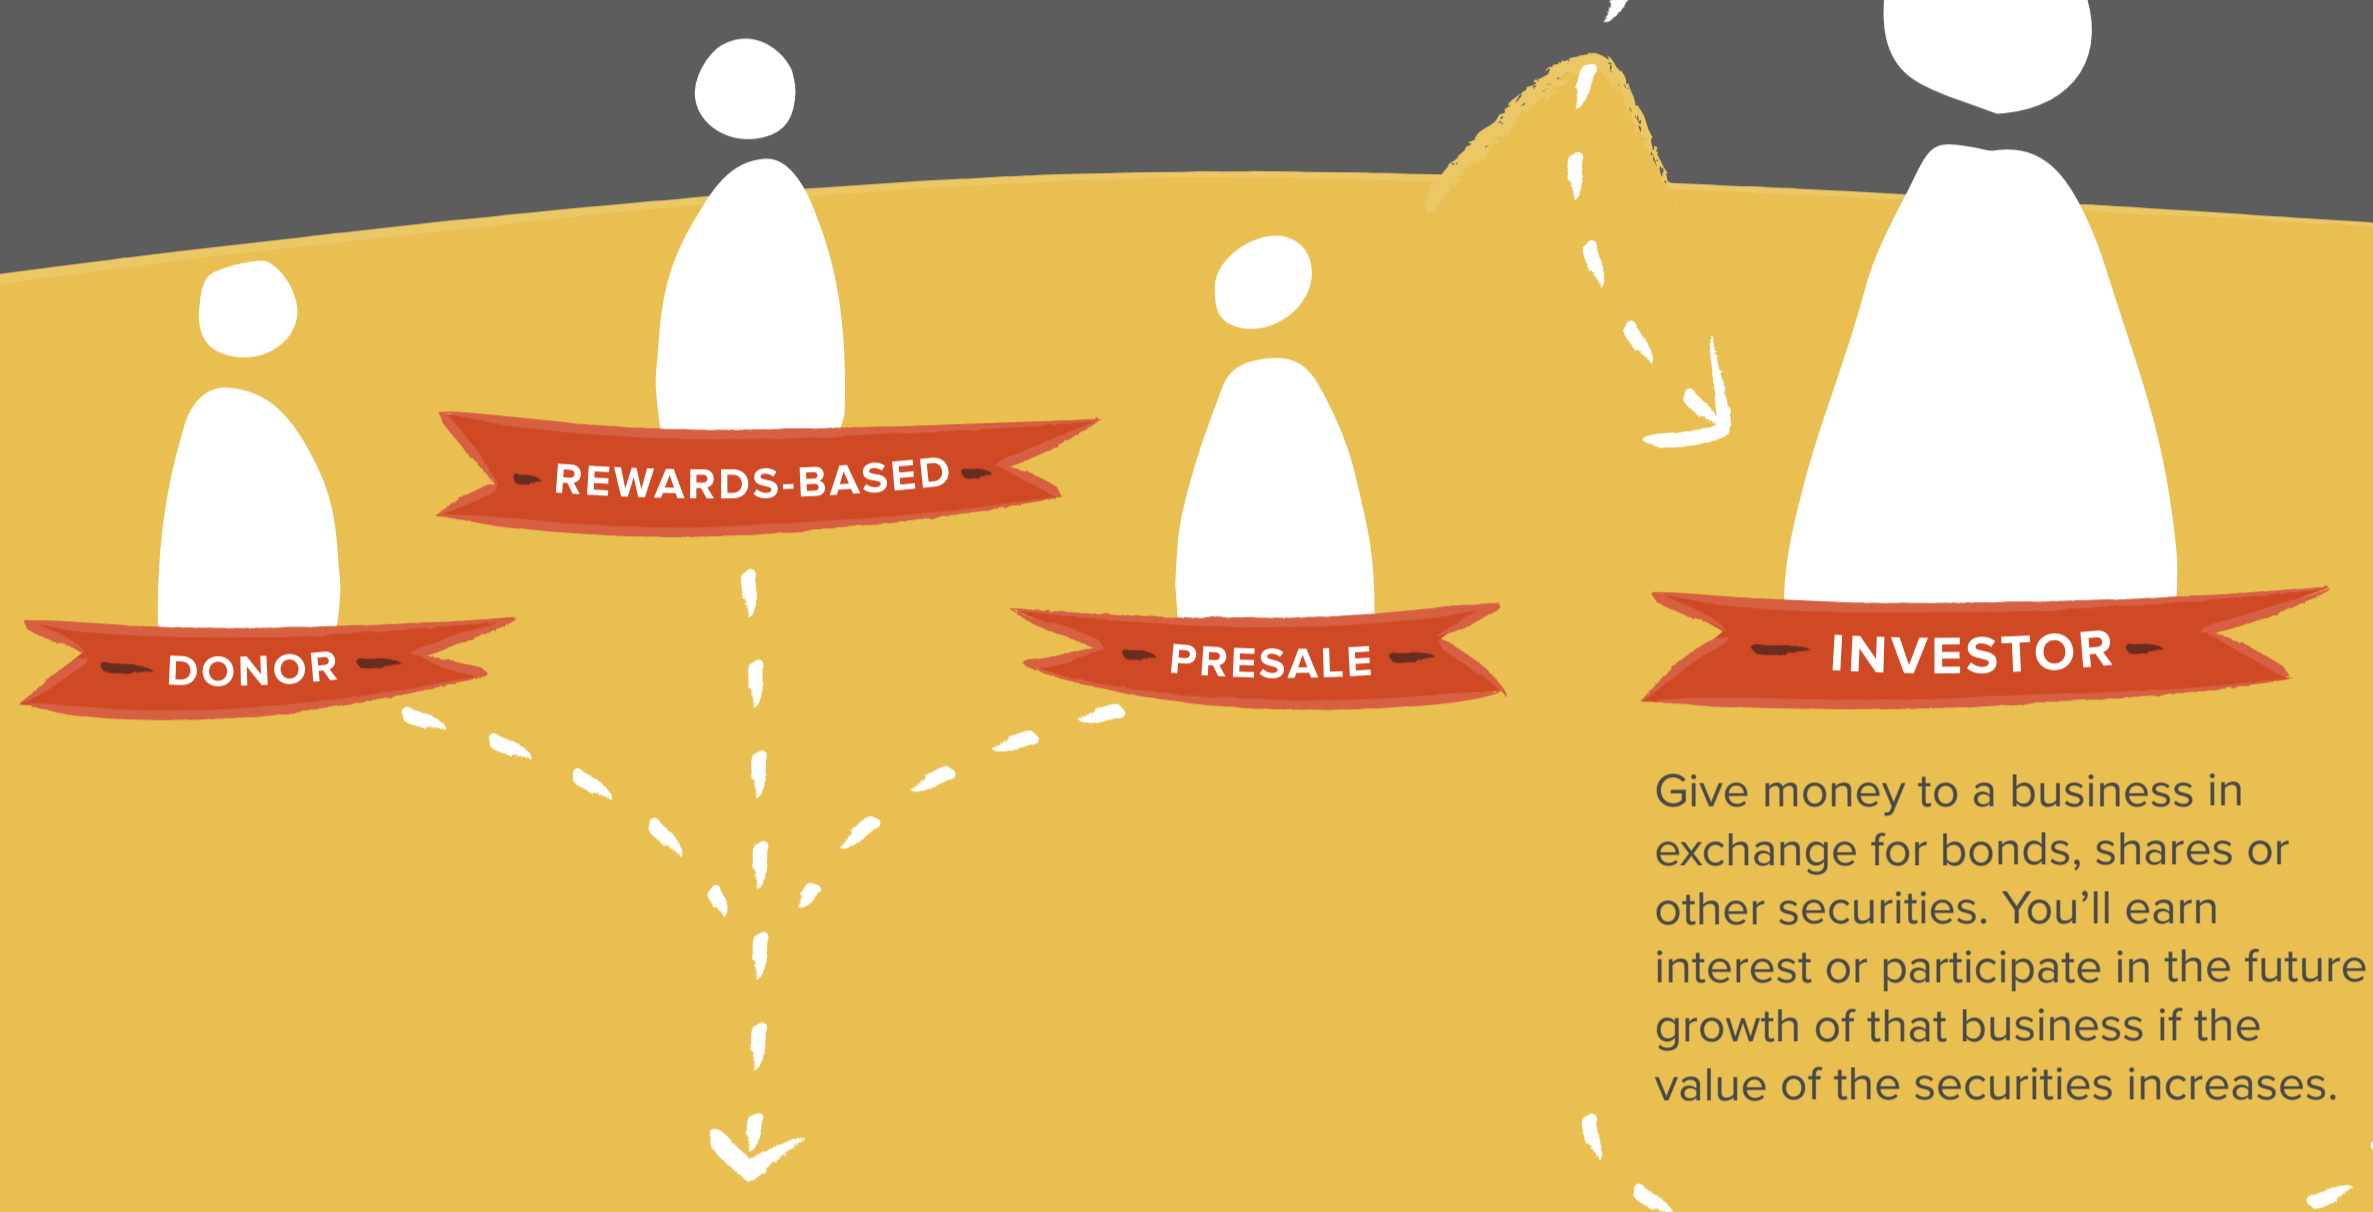 REWARDS-BASED
DONOR
PRESALE
INVESTOR
Give money to a business in
exchange for bonds, shares or
other securities. You’ll earn
interest or participate in the future
growth of that business if the
value of the securities increases.